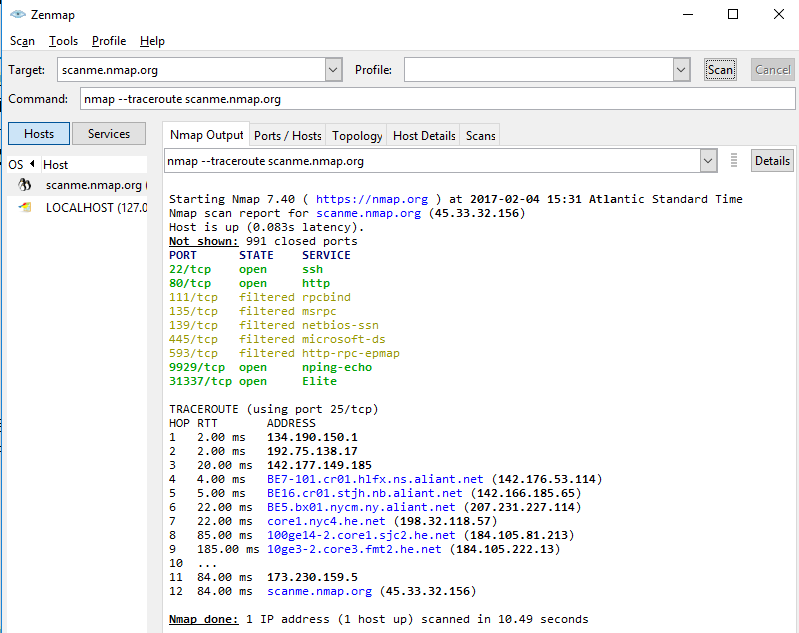 Zenmap
Scan Tools Profile Help
Target: scanme.nmap.org Profile: Scan Cancel
Command: nmap --traceroute scanme.nmap.org
Hosts Services
OS Host
scanme.nmap.org (
LOCALHOST (127.0
Nmap Output Ports / Hosts Topology Host Details Scans
nmap --traceroute scanme.nmap.org Details
Starting Nmap 7.40 ( https://nmap.org ) at 2017-02-04 15:31 Atlantic Standard Time
Nmap scan report for scanme.nmap.org (45.33.32.156)
Host is up (0.083s latency).
Not shown: 991 closed ports
PORT STATE SERVICE
22/tcp open ssh
80/tcp open http
111/tcp filtered rpcbind
135/tcp filtered msrpc
139/tcp filtered netbios-ssn
445/tcp filtered microsoft-ds
593/tcp filtered http-rpc-epmap
9929/tcp open nping-echo
31337/tcp open Elite
TRACEROUTE (using port 25/tcp)
HOP RTT ADDRESS
1 2.00 ms 134.190.150.1
2 2.00 ms 192.75.138.17
3 20.00 ms 142.177.149.185
4 4.00 ms BE7-101.cr01.hlfx.ns.aliant.net (142.176.53.114)
5 5.00 ms BE16.cr01.stjh.nb.aliant.net (142.166.185.65)
6 22.00 ms BE5.bx01.nycm.ny.aliant.net (207.231.227.114)
7 22.00 ms core1.nyc4.he.net (198.32.118.57)
8 85.00 ms 100ge14-2.core1.sjc2.he.net (184.105.81.213)
9 185.00 ms 10ge3-2.core3.fmt2.he.net (184.105.222.13)
10 ...
11 84.00 ms 173.230.159.5
12 84.00 ms scanme.nmap.org (45.33.32.156)
Nmap done: 1 IP address (1 host up) scanned in 10.49 seconds